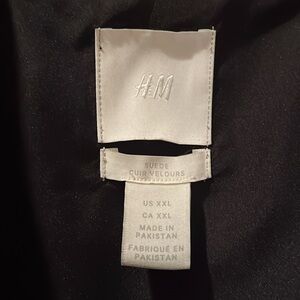 H&M
SUEDE
CUIR VELOURS
US XXL
CA XXL
MADE IN
PAKISTAN
FABRIQUÉ EN
PAKISTAN